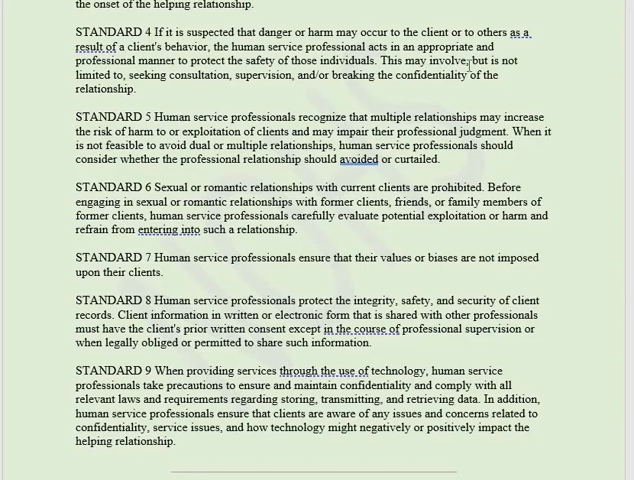 the onset of the helping relationship.
STANDARD 4 If it is suspected that danger or harm may occur to the client or to others as a
result of a client's behavior, the human service professional acts in an appropriate and
professional manner to protect the safety of those individuals. This may involve, but is not
limited to, seeking consultation, supervision, and/or breaking the confidentiality of the
relationship.
STANDARD 5 Human service professionals recognize that multiple relationships may increase
the risk of harm to or exploitation of clients and may impair their professional judgment. When it
is not feasible to avoid dual or multiple relationships, human service professionals should
consider whether the professional relationship should avoided or curtailed.
STANDARD 6 Sexual or romantic relationships with current clients are prohibited. Before
engaging in sexual or romantic relationships with former clients, friends, or family members of
former clients, human service professionals carefully evaluate potential exploitation or harm and
refrain from entering into such a relationship.
STANDARD 7 Human service professionals ensure that their values or biases are not imposed
upon their clients.
STANDARD 8 Human service professionals protect the integrity, safety, and security of client
records. Client information in written or electronic form that is shared with other professionals
must have the client's prior written consent except in the course of professional supervision or
when legally obliged or permitted to share such information.
STANDARD 9 When providing services through the use of technology, human service
professionals take precautions to ensure and maintain confidentiality and comply with all
relevant laws and requirements regarding storing, transmitting, and retrieving data. In addition,
human service professionals ensure that clients are aware of any issues and concerns related to
confidentiality, service issues, and how technology might negatively or positively impact the
helping relationship.